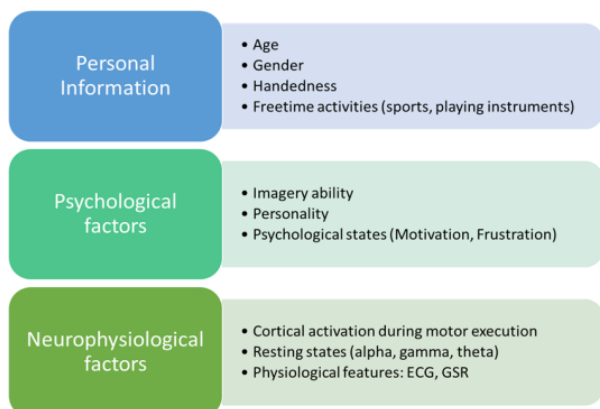 Personal
Information
• Age
• Gender
• Handedness
• Freetime activities (sports, playing instruments)
Psychological
factors
• Imagery ability
• Personality
• Psychological states (Motivation, Frustration)
Neurophysiological
factors
• Cortical activation during motor execution
• Resting states (alpha, gamma, theta)
• Physiological features: ECG, GSR